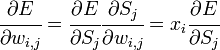 ∂E/∂w_{i,j} = ∂E/∂S_j ∂S_j/∂w_{i,j} = x_i ∂E/∂S_j